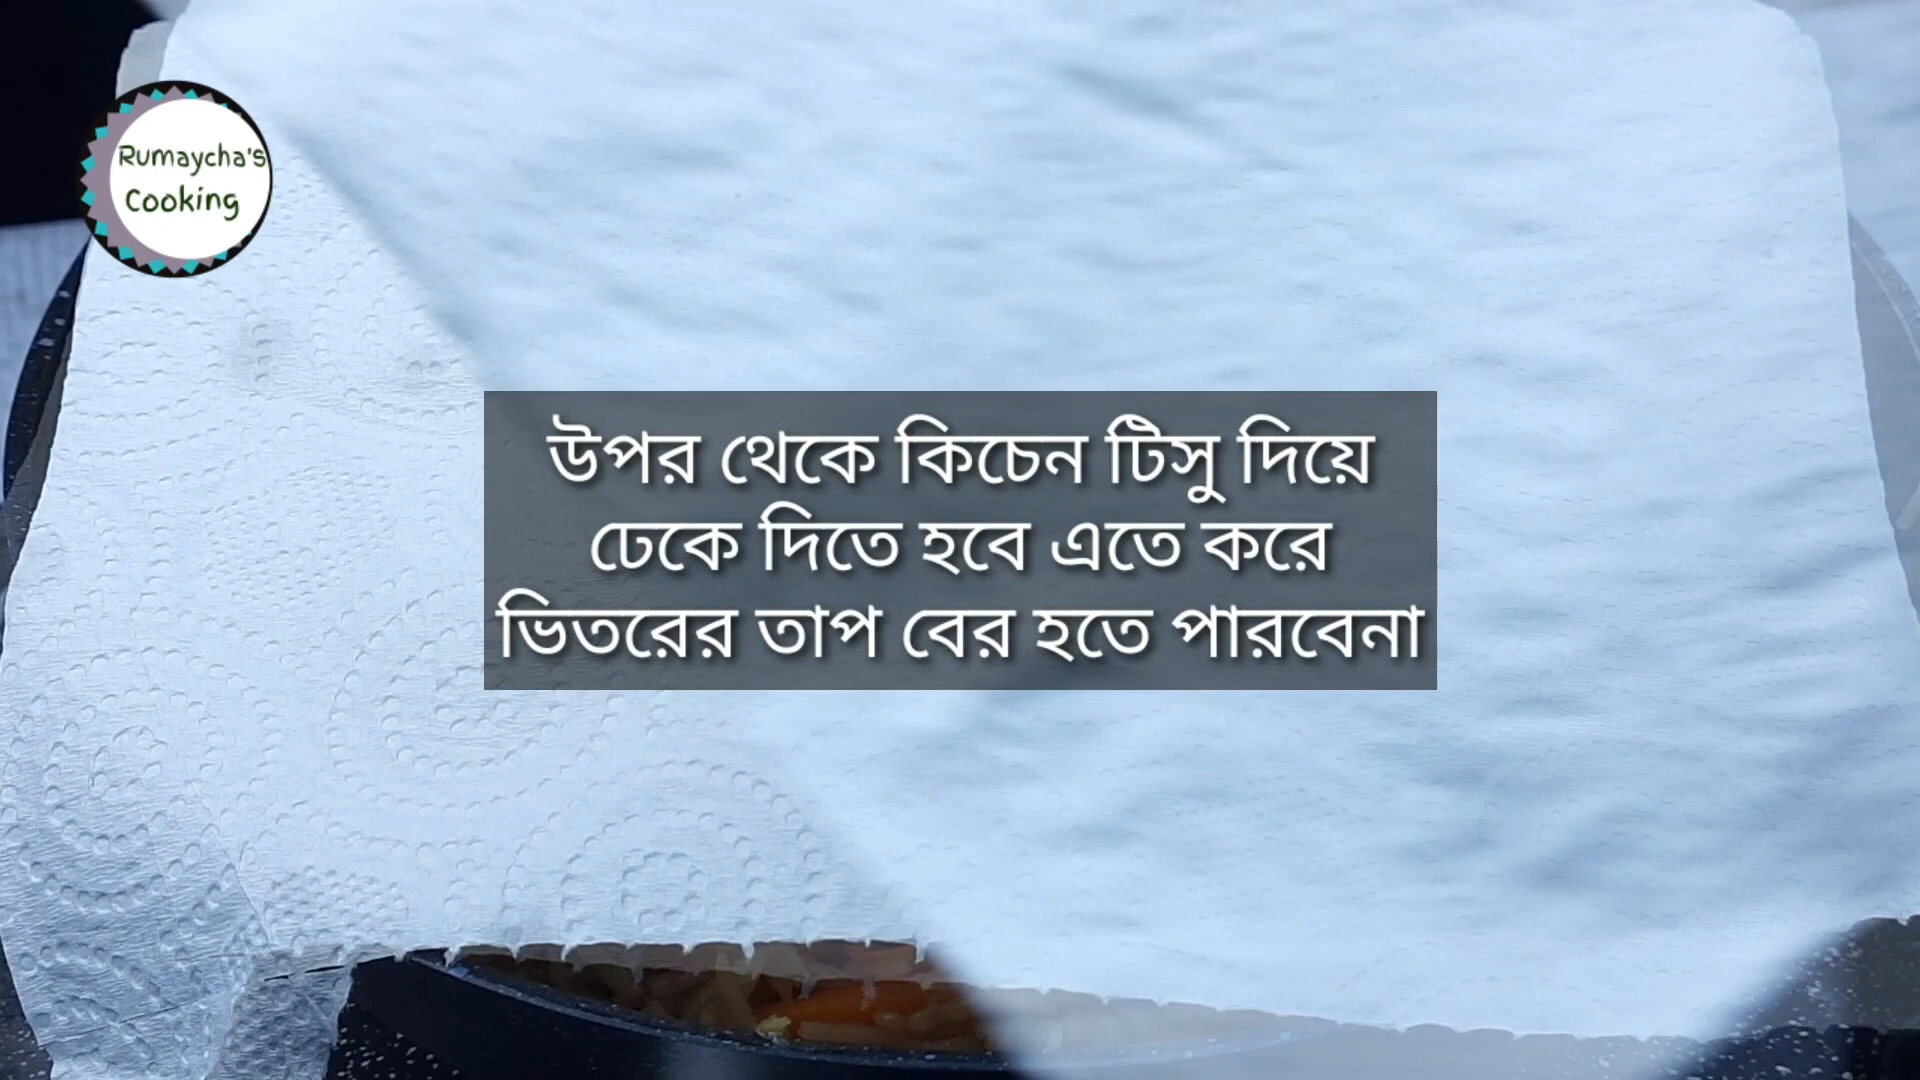 Rumaycha's
Cooking
উপর থেকে কিচেন টিসু দিয়ে
ঢেকে দিতে হবে এতে করে
ভিতরের তাপ বের হতে পারবেনা